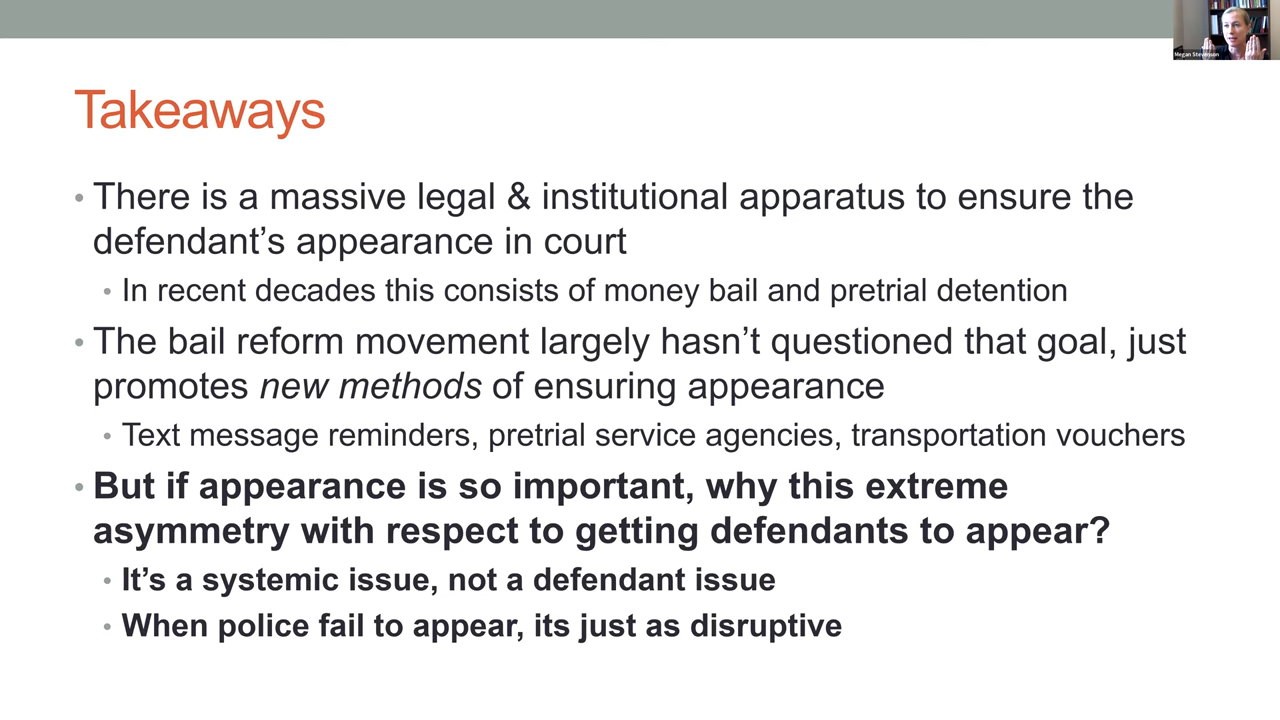 Megan Stevenson
Takeaways
• There is a massive legal & institutional apparatus to ensure the
defendant’s appearance in court
• In recent decades this consists of money bail and pretrial detention
• The bail reform movement largely hasn’t questioned that goal, just
promotes new methods of ensuring appearance
• Text message reminders, pretrial service agencies, transportation vouchers
• But if appearance is so important, why this extreme
asymmetry with respect to getting defendants to appear?
• It’s a systemic issue, not a defendant issue
• When police fail to appear, its just as disruptive